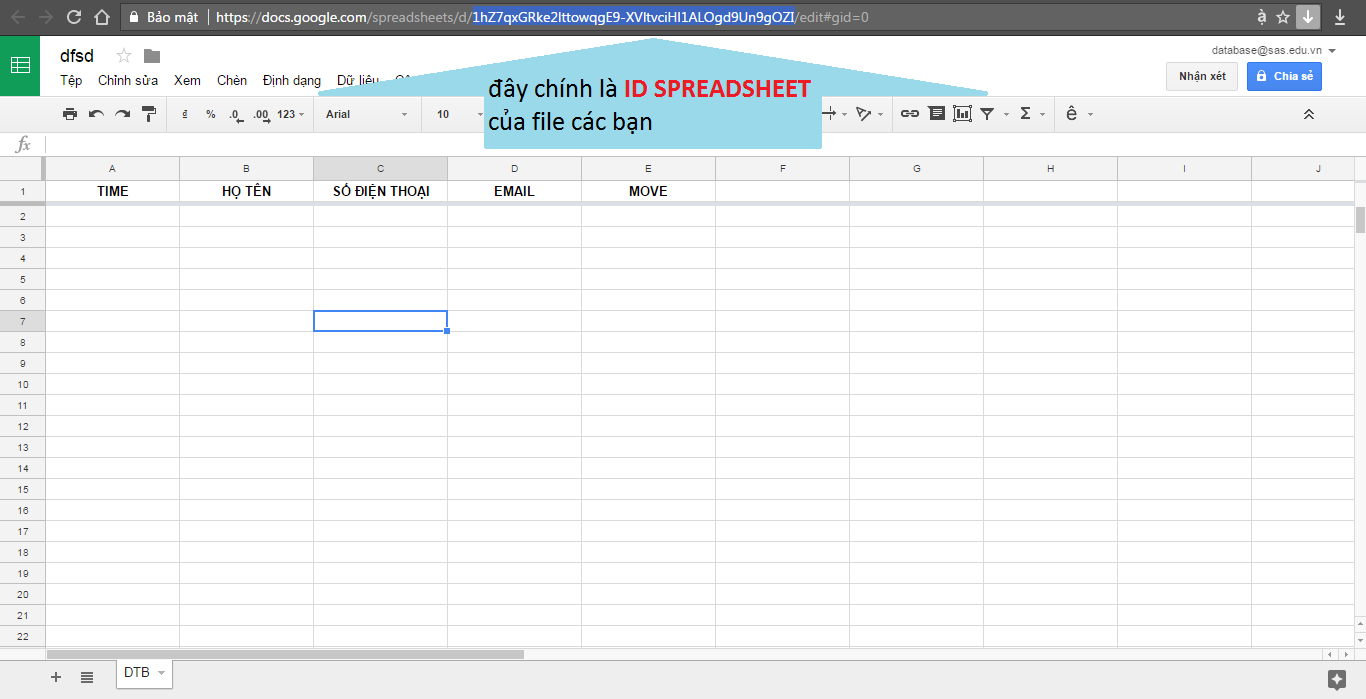 Bảo mật https://docs.google.com/spreadsheets/d/1hZ7qxGRke2IttowqgE9-XVltvciHl1ALOgd9Un9gOZI/edit#gid=0 à
dfsd
database@sas.edu.vn
Tệp Chỉnh sửa Xem Chèn Định dạng Dữ liệu
Nhận xét Chia sẻ
đây chính là ID SPREADSHEET
của file các bạn
₫ % .0 .00 123 Arial 10 Σ ê
fx
A B C D E F G H I J
1 TIME HỌ TÊN SỐ ĐIỆN THOẠI EMAIL MOVE
2
3
4
5
6
7
8
9
10
11
12
13
14
15
16
17
18
19
20
21
22
DTB